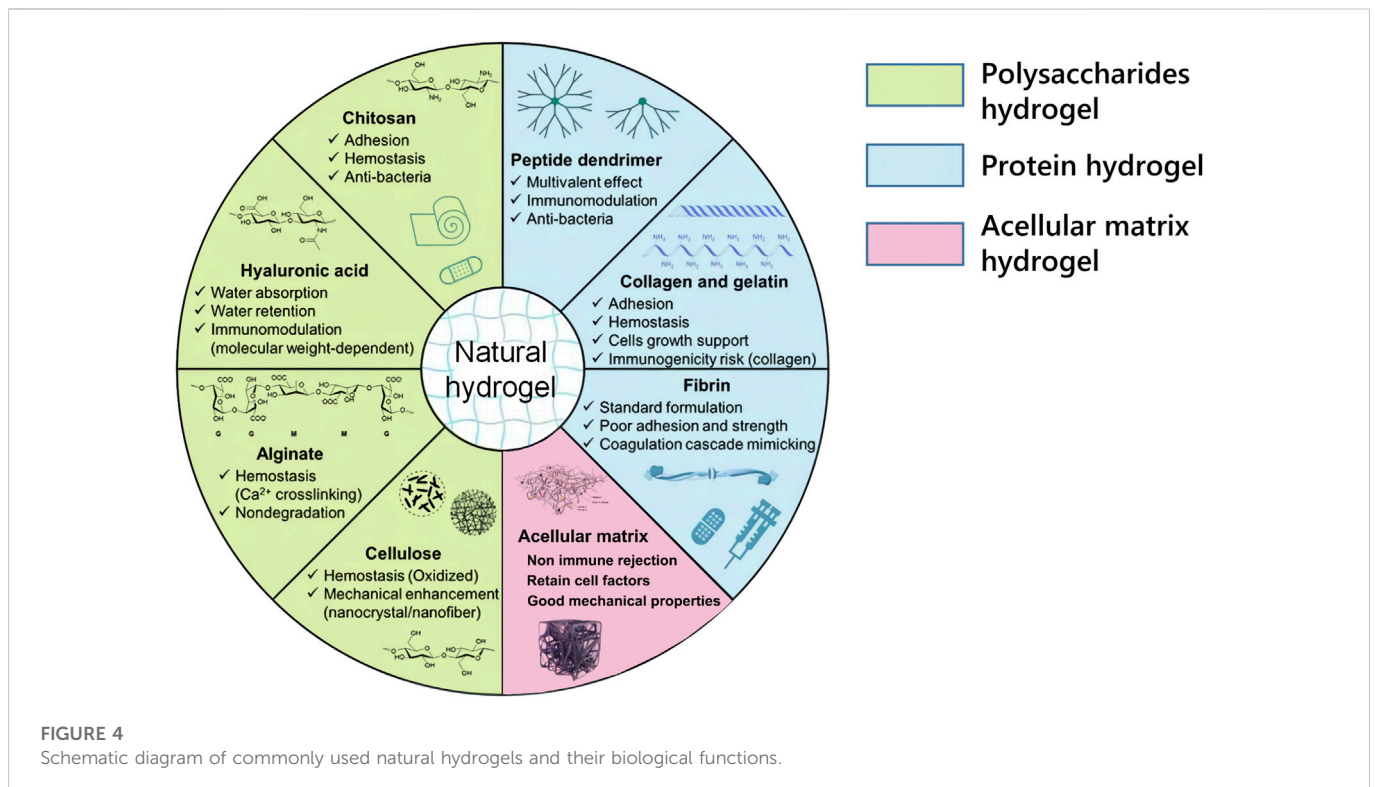 Chitosan
✓ Adhesion
✓ Hemostasis
✓ Anti-bacteria
Peptide dendrimer
✓ Multivalent effect
✓ Immunomodulation
✓ Anti-bacteria
Collagen and gelatin
✓ Adhesion
✓ Hemostasis
✓ Cells growth support
✓ Immunogenicity risk (collagen)
Fibrin
✓ Standard formulation
✓ Poor adhesion and strength
✓ Coagulation cascade mimicking
Acellular matrix
Non immune rejection
Retain cell factors
Good mechanical properties
Cellulose
✓ Hemostasis (Oxidized)
✓ Mechanical enhancement
(nanocrystal/nanofiber)
G G M M G
Alginate
✓ Hemostasis
(Ca²⁺ crosslinking)
✓ Nondegradation
Hyaluronic acid
✓ Water absorption
✓ Water retention
✓ Immunomodulation
(molecular weight-dependent)
Natural
hydrogel
Polysaccharides
hydrogel
Protein hydrogel
Acellular matrix
hydrogel
FIGURE 4
Schematic diagram of commonly used natural hydrogels and their biological functions.